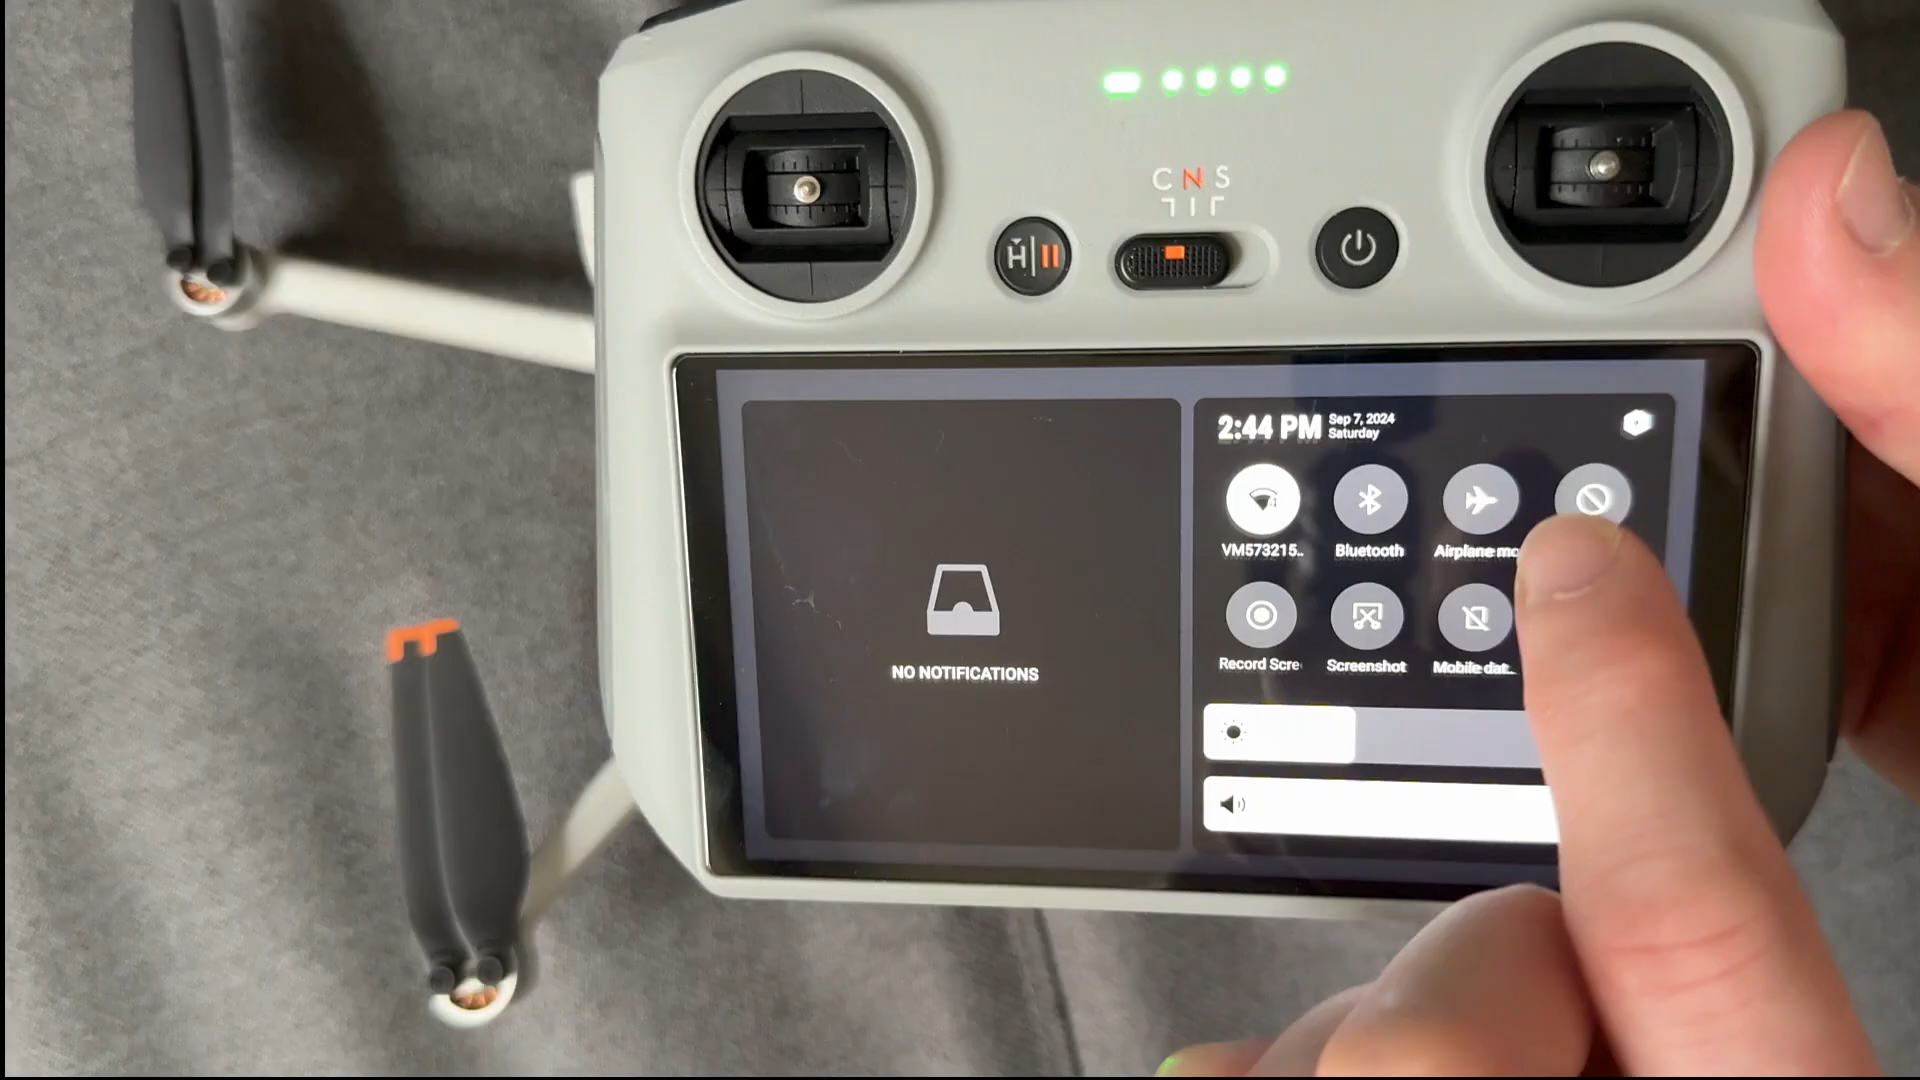 C N S
H
2:44 PM
Sep 7, 2024
Saturday
VM573215..
Bluetooth
Airplane mo
Record Scre
Screenshot
Mobile dat..
NO NOTIFICATIONS